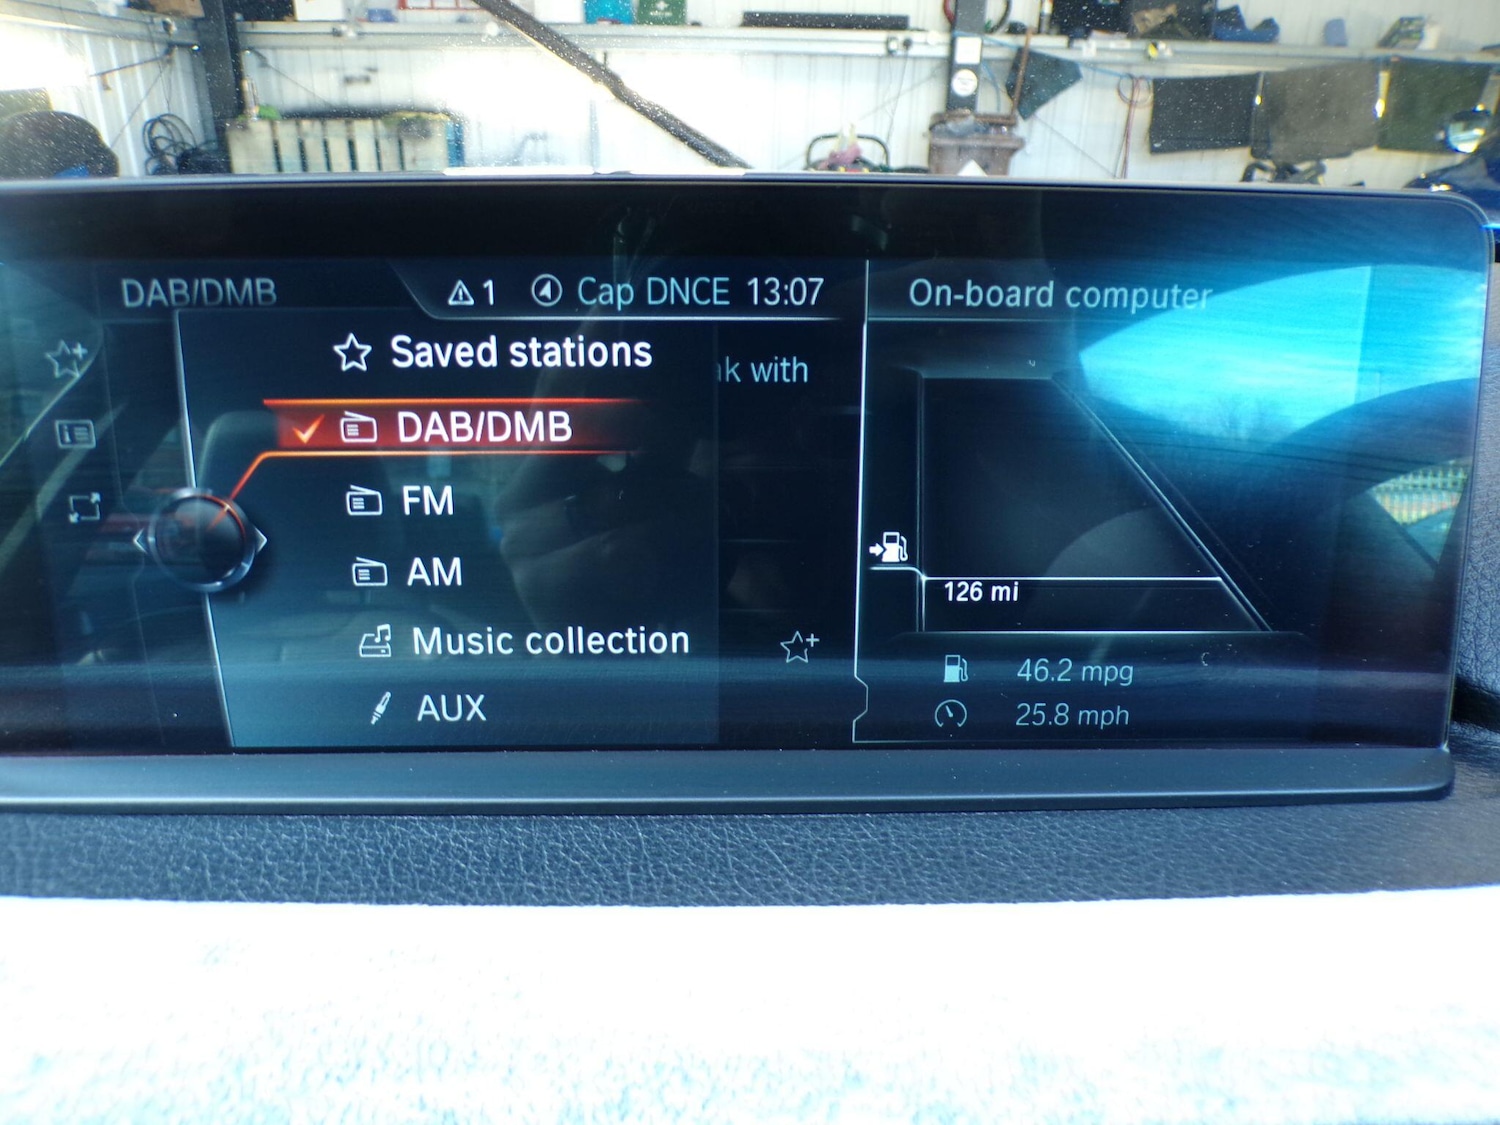 DAB/DMB
1 Cap DNCE 13:07
Saved stations
DAB/DMB
FM
AM
Music collection
AUX
with
On-board computer
126 mi
46.2 mpg
25.8 mph